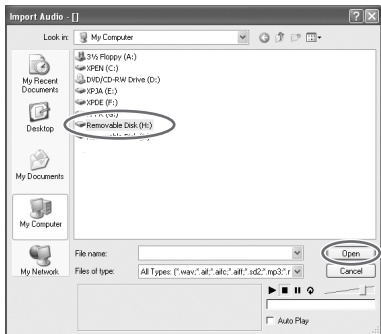 Import Audio - []
Look in:
My Computer
3½ Floppy (A:)
XPEN (C:)
DVD/CD-RW Drive (D:)
XPJA (E:)
XPDE (F:)
Removable Disk (H:)
My Recent
Documents
Desktop
My Documents
My Computer
My Network
File name:
Open
Files of type:
All Types: (*.wav;*.aif;*.aifc;*.aiff;*.sd2;*.mp3;*.r
Cancel
Auto Play